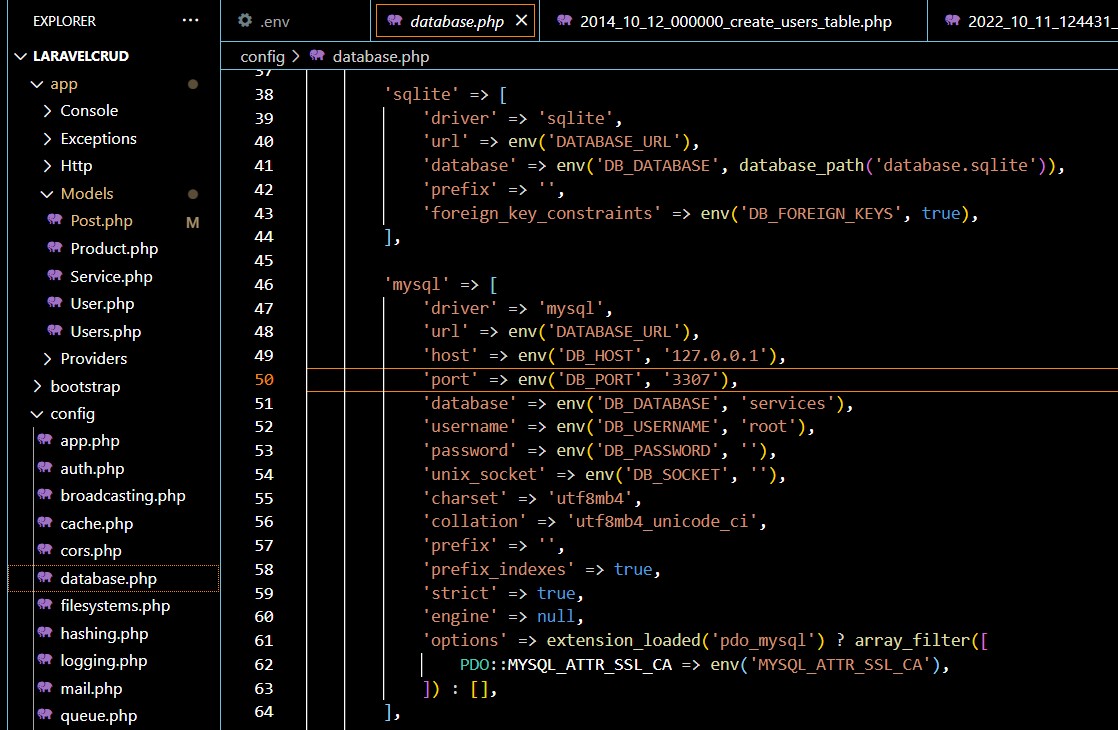 EXPLORER
LARAVELCRUD
app
Console
Exceptions
Http
Models
Post.php M
Product.php
Service.php
User.php
Users.php
Providers
bootstrap
config
app.php
auth.php
broadcasting.php
cache.php
cors.php
database.php
filesystems.php
hashing.php
logging.php
mail.php
queue.php
.env database.php 2014_10_12_000000_create_users_table.php 2022_10_11_124431_
config > database.php
37
38 'sqlite' => [
39 'driver' => 'sqlite',
40 'url' => env('DATABASE_URL'),
41 'database' => env('DB_DATABASE', database_path('database.sqlite')),
42 'prefix' => '',
43 'foreign_key_constraints' => env('DB_FOREIGN_KEYS', true),
44 ],
45
46 'mysql' => [
47 'driver' => 'mysql',
48 'url' => env('DATABASE_URL'),
49 'host' => env('DB_HOST', '127.0.0.1'),
50 'port' => env('DB_PORT', '3307'),
51 'database' => env('DB_DATABASE', 'services'),
52 'username' => env('DB_USERNAME', 'root'),
53 'password' => env('DB_PASSWORD', ''),
54 'unix_socket' => env('DB_SOCKET', ''),
55 'charset' => 'utf8mb4',
56 'collation' => 'utf8mb4_unicode_ci',
57 'prefix' => '',
58 'prefix_indexes' => true,
59 'strict' => true,
60 'engine' => null,
61 'options' => extension_loaded('pdo_mysql') ? array_filter([
62 PDO::MYSQL_ATTR_SSL_CA => env('MYSQL_ATTR_SSL_CA'),
63 ]) : [],
64 ],